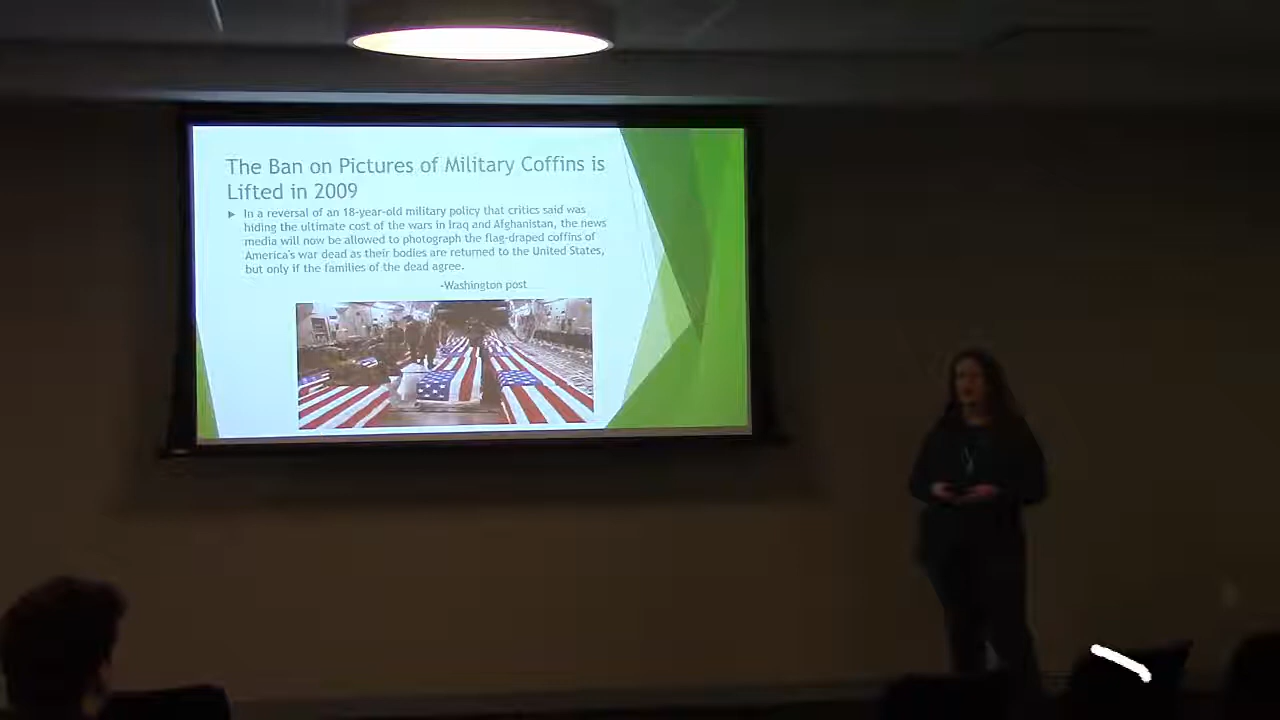 The Ban on Pictures of Military Coffins is
Lifted in 2009
In a reversal of an 18-year-old military policy that critics said was
hiding the ultimate cost of the wars in Iraq and Afghanistan, the news
media will now be allowed to photograph the flag-draped coffins of
America's war dead as their bodies are returned to the United States,
but only if the families of the dead agree.
-Washington post